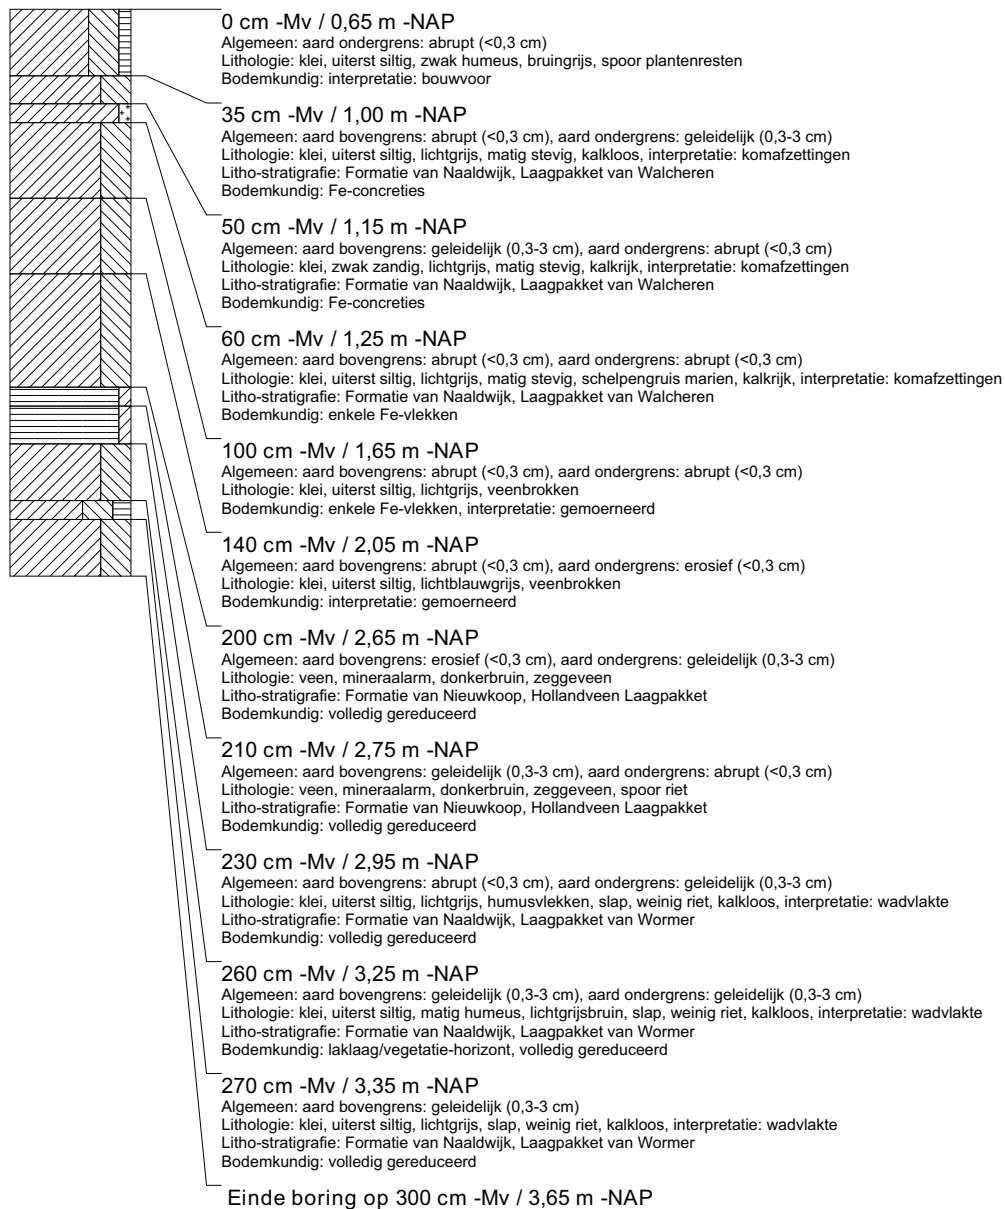 0 cm -Mv / 0,65 m -NAP
Algemeen: aard ondergrens: abrupt (<0,3 cm)
Lithologie: klei, uiterst siltig, zwak humeus, bruingrijs, spoor plantenresten
Bodemkundig: interpretatie: bouwvoor
35 cm -Mv / 1,00 m -NAP
Algemeen: aard bovengrens: abrupt (<0,3 cm), aard ondergrens: geleidelijk (0,3-3 cm)
Lithologie: klei, uiterst siltig, lichtgrijs, matig stevig, kalkloos, interpretatie: komafzettingen
Litho-stratigrafie: Formatie van Naaldwijk, Laagpakket van Walcheren
Bodemkundig: Fe-concreties
50 cm -Mv / 1,15 m -NAP
Algemeen: aard bovengrens: geleidelijk (0,3-3 cm), aard ondergrens: abrupt (<0,3 cm)
Lithologie: klei, zwak zandig, lichtgrijs, matig stevig, kalkrijk, interpretatie: komafzettingen
Litho-stratigrafie: Formatie van Naaldwijk, Laagpakket van Walcheren
Bodemkundig: Fe-concreties
60 cm -Mv / 1,25 m -NAP
Algemeen: aard bovengrens: abrupt (<0,3 cm), aard ondergrens: abrupt (<0,3 cm)
Lithologie: klei, uiterst siltig, lichtgrijs, matig stevig, schelpengruis marien, kalkrijk, interpretatie: komafzettingen
Litho-stratigrafie: Formatie van Naaldwijk, Laagpakket van Walcheren
Bodemkundig: enkele Fe-vlekken
100 cm -Mv / 1,65 m -NAP
Algemeen: aard bovengrens: abrupt (<0,3 cm), aard ondergrens: abrupt (<0,3 cm)
Lithologie: klei, uiterst siltig, lichtgrijs, veenbrokken
Bodemkundig: enkele Fe-vlekken, interpretatie: gemoerneerd
140 cm -Mv / 2,05 m -NAP
Algemeen: aard bovengrens: abrupt (<0,3 cm), aard ondergrens: erosief (<0,3 cm)
Lithologie: klei, uiterst siltig, lichtblauwgrijs, veenbrokken
Bodemkundig: interpretatie: gemoerneerd
200 cm -Mv / 2,65 m -NAP
Algemeen: aard bovengrens: erosief (<0,3 cm), aard ondergrens: geleidelijk (0,3-3 cm)
Lithologie: veen, mineraalarm, donkerbruin, zeggeveen
Litho-stratigrafie: Formatie van Nieuwkoop, Hollandveen Laagpakket
Bodemkundig: volledig gereduceerd
210 cm -Mv / 2,75 m -NAP
Algemeen: aard bovengrens: geleidelijk (0,3-3 cm), aard ondergrens: abrupt (<0,3 cm)
Lithologie: veen, mineraalarm, donkerbruin, zeggeveen, spoor riet
Litho-stratigrafie: Formatie van Nieuwkoop, Hollandveen Laagpakket
Bodemkundig: volledig gereduceerd
230 cm -Mv / 2,95 m -NAP
Algemeen: aard bovengrens: abrupt (<0,3 cm), aard ondergrens: geleidelijk (0,3-3 cm)
Lithologie: klei, uiterst siltig, lichtgrijs, humusvlekken, slap, weinig riet, kalkloos, interpretatie: wadvlakte
Litho-stratigrafie: Formatie van Naaldwijk, Laagpakket van Wormer
Bodemkundig: volledig gereduceerd
260 cm -Mv / 3,25 m -NAP
Algemeen: aard bovengrens: geleidelijk (0,3-3 cm), aard ondergrens: geleidelijk (0,3-3 cm)
Lithologie: klei, uiterst siltig, matig humeus, lichtgrijsbruin, slap, weinig riet, kalkloos, interpretatie: wadvlakte
Litho-stratigrafie: Formatie van Naaldwijk, Laagpakket van Wormer
Bodemkundig: laklaag/vegetatie-horizont, volledig gereduceerd
270 cm -Mv / 3,35 m -NAP
Algemeen: aard bovengrens: geleidelijk (0,3-3 cm)
Lithologie: klei, uiterst siltig, lichtgrijs, slap, weinig riet, kalkloos, interpretatie: wadvlakte
Litho-stratigrafie: Formatie van Naaldwijk, Laagpakket van Wormer
Bodemkundig: volledig gereduceerd
Einde boring op 300 cm -Mv / 3,65 m -NAP